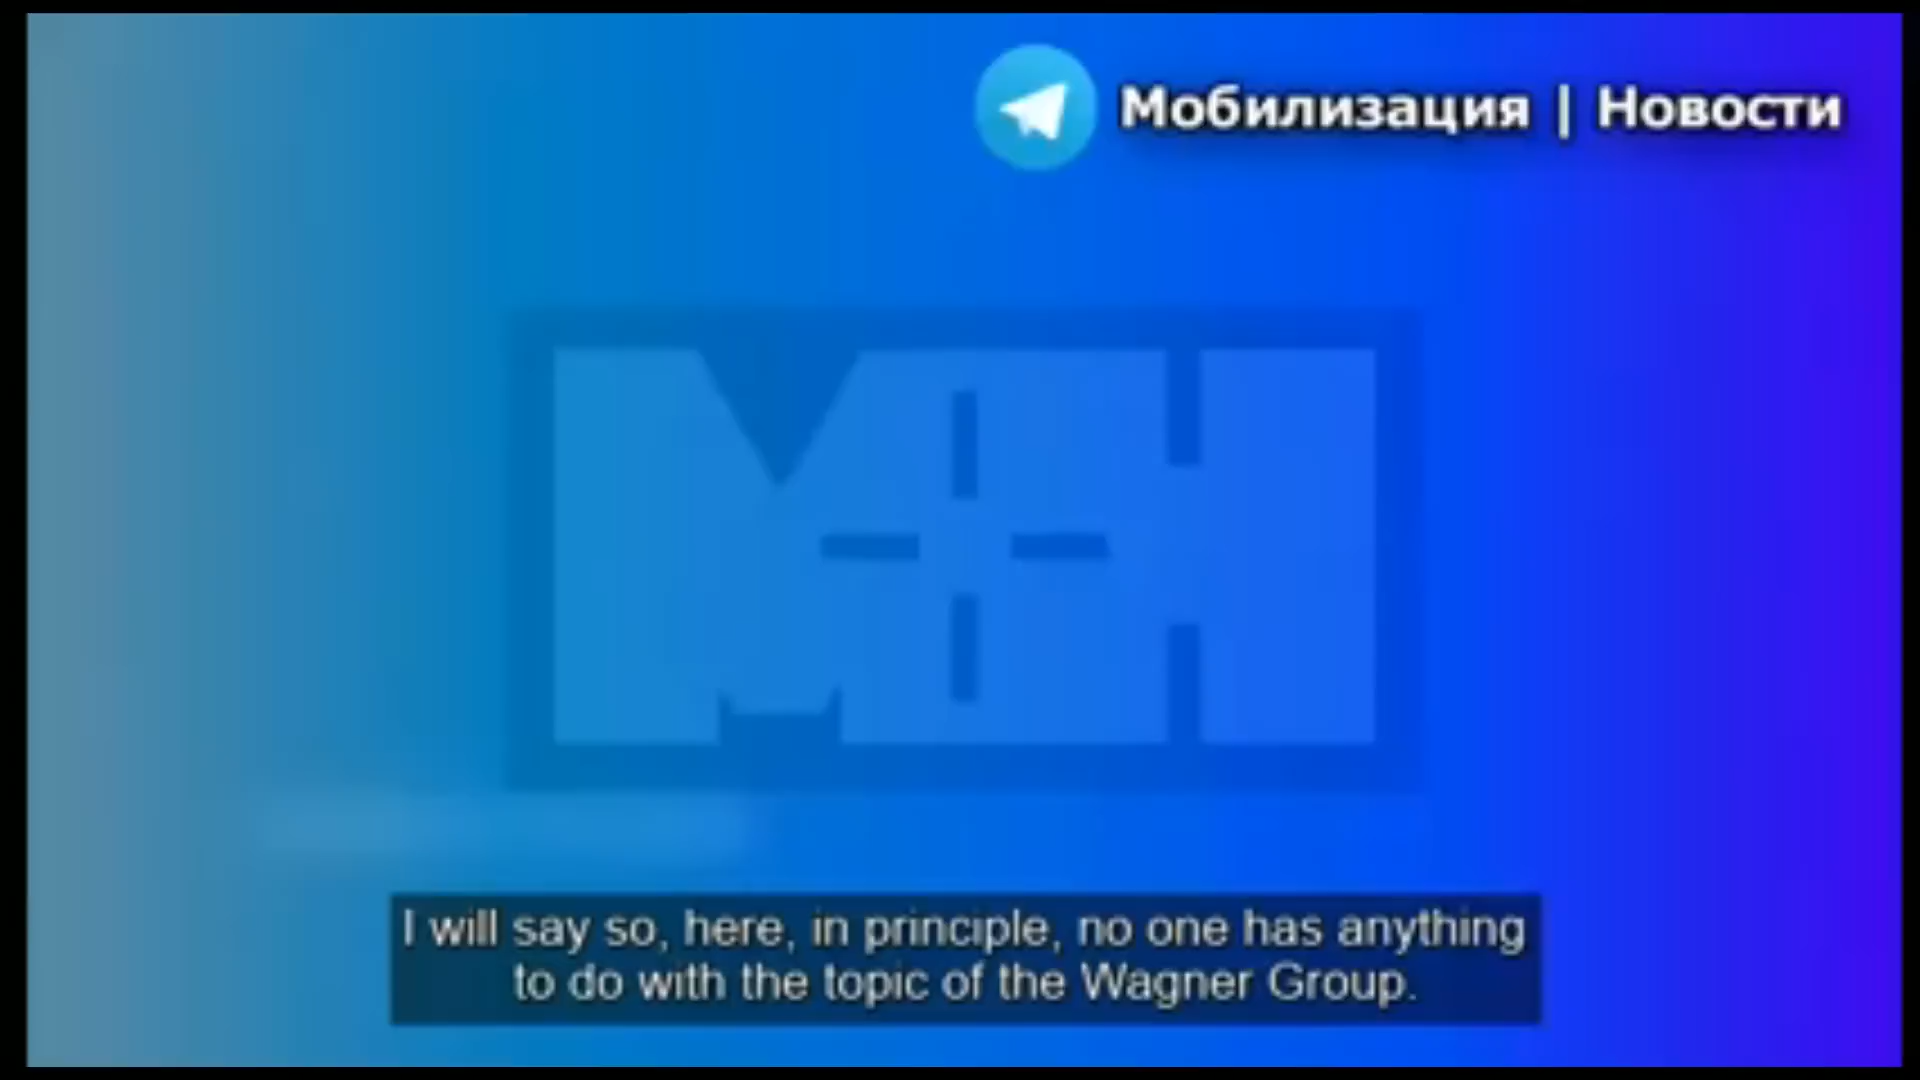 Мобилизация | Новости
МН
I will say so, here, in principle, no one has anything
to do with the topic of the Wagner Group.